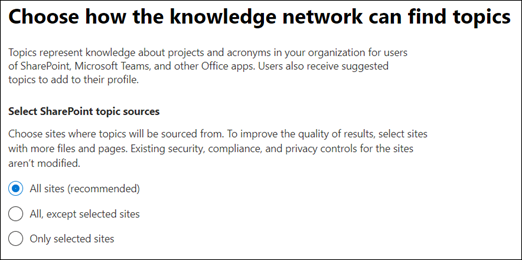 Choose how the knowledge network can find topics
Topics represent knowledge about projects and acronyms in your organization for users
of SharePoint, Microsoft Teams, and other Office apps. Users also receive suggested
topics to add to their profile.
Select SharePoint topic sources
Choose sites where topics will be sourced from. To improve the quality of results, select sites
with more files and pages. Existing security, compliance, and privacy controls for the sites
aren't modified.
All sites (recommended)
All, except selected sites
Only selected sites